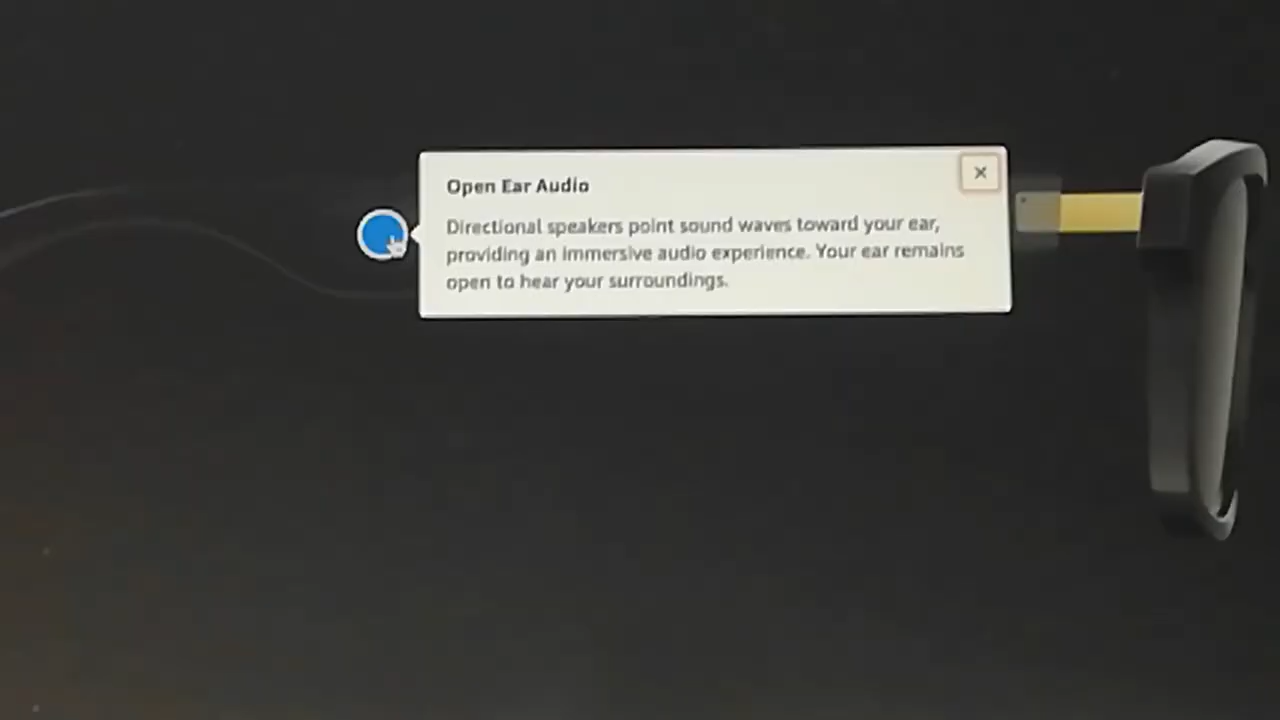 Open Ear Audio
Directional speakers point sound waves toward your ear,
providing an immersive audio experience. Your ear remains
open to hear your surroundings.